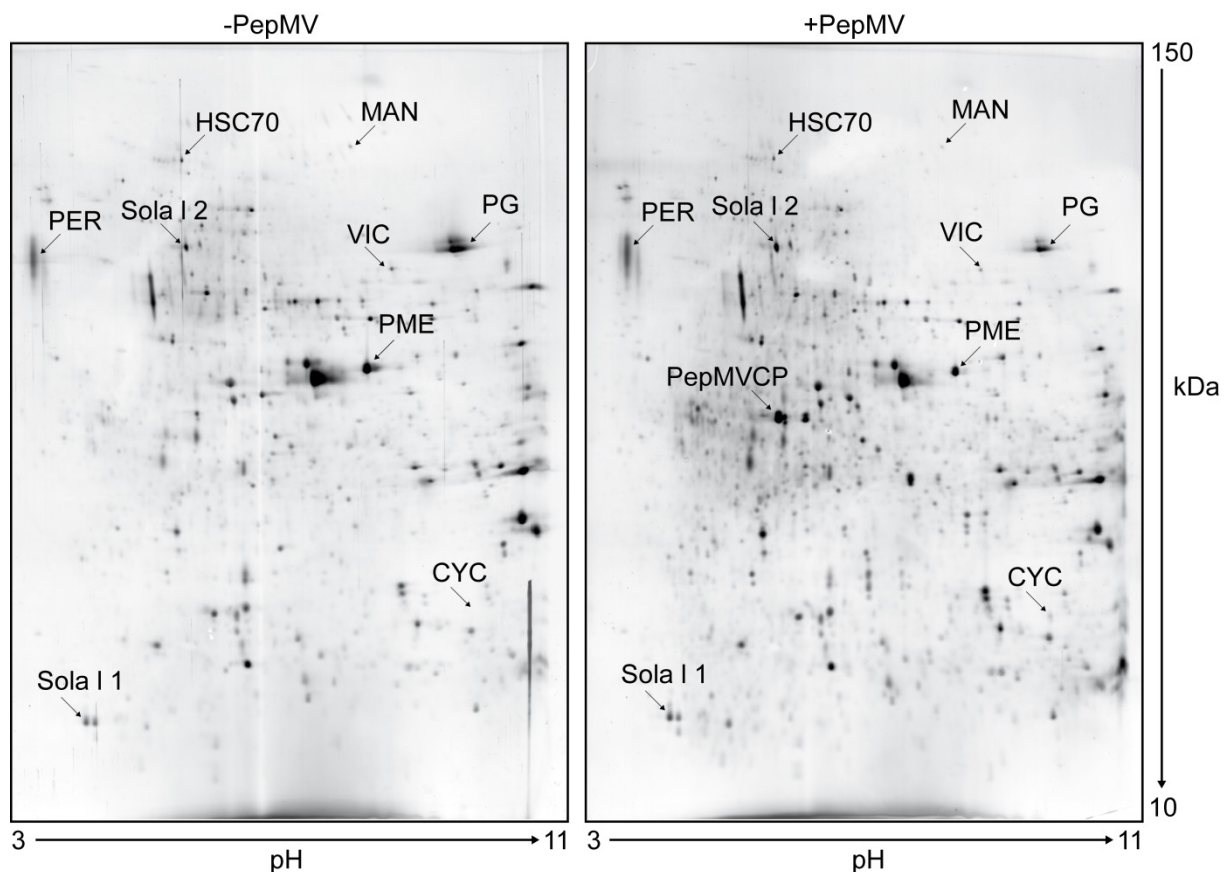 -PepMV
+PepMV
150
HSC70
MAN
PER
Sola l 2
VIC
PG
PME
CYC
Sola l 1
HSC70
MAN
PER
Sola l 2
VIC
PG
PME
PepMVCP
CYC
Sola l 1
kDa
10
3
11
pH
3
11
pH